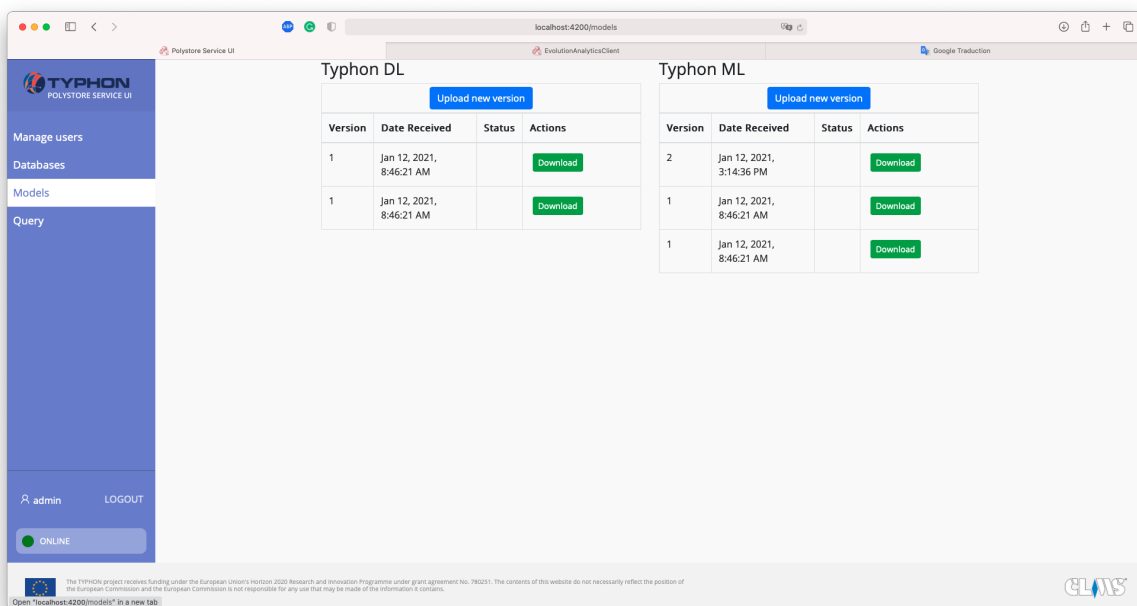 ABP
G
localhost:4200/models
Polystore Service UI
EvolutionAnalyticsClient
Google Traduction
TYPHON
POLYSTORE SERVICE UI
Manage users
Databases
Models
Query
admin
LOGOUT
ONLINE
Typhon DL
Upload new version
Version Date Received Status Actions
1 Jan 12, 2021,
8:46:21 AM Download
1 Jan 12, 2021,
8:46:21 AM Download
Typhon ML
Upload new version
Version Date Received Status Actions
2 Jan 12, 2021,
3:14:36 PM Download
1 Jan 12, 2021,
8:46:21 AM Download
1 Jan 12, 2021,
8:46:21 AM Download
The TYPHON project receives funding under the European Union's Horizon 2020 Research and Innovation Programme under grant agreement No. 780251. The contents of this website do not necessarily reflect the position of
the European Commission and the European Commission is not responsible for any use that may be made of the information it contains.
CLMS
Open "localhost:4200/models" in a new tab